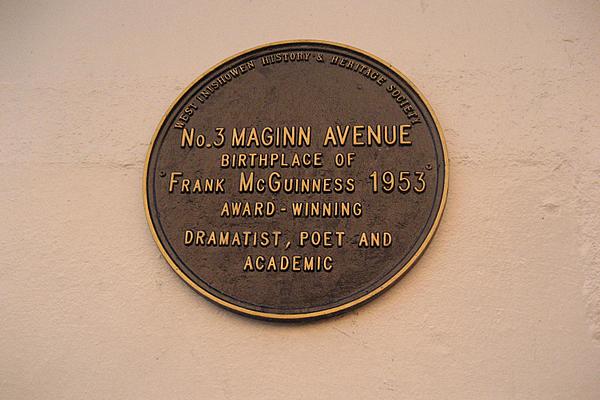 WEST INISHOWEN HISTORY & HERITAGE SOCIETY
No.3 MAGINN AVENUE
BIRTHPLACE OF
FRANK MCGUINNESS 1953
AWARD-WINNING
DRAMATIST, POET AND
ACADEMIC